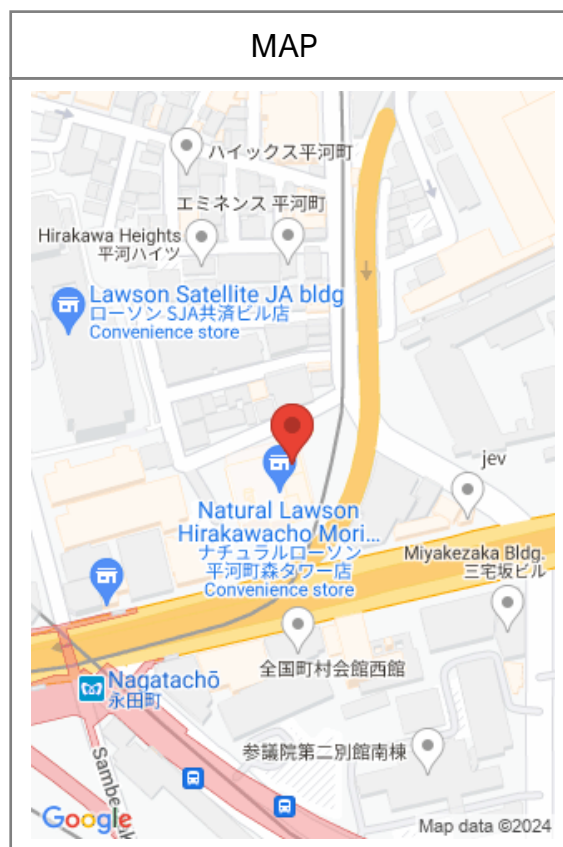 MAP
ハイックス平河町
エミネンス 平河町
Hirakawa Heights
平河ハイツ
Lawson Satellite JA bldg
ローソン SJA共済ビル店
Convenience store
jev
Natural Lawson
Hirakawacho Mori...
ナチュラルローソン
平河町森タワー店
Convenience store
Miyakezaka Bldg.
三宅坂ビル
全国町村会館西館
Nagatachō
永田町
参議院第二別館南棟
Google
Map data ©2024